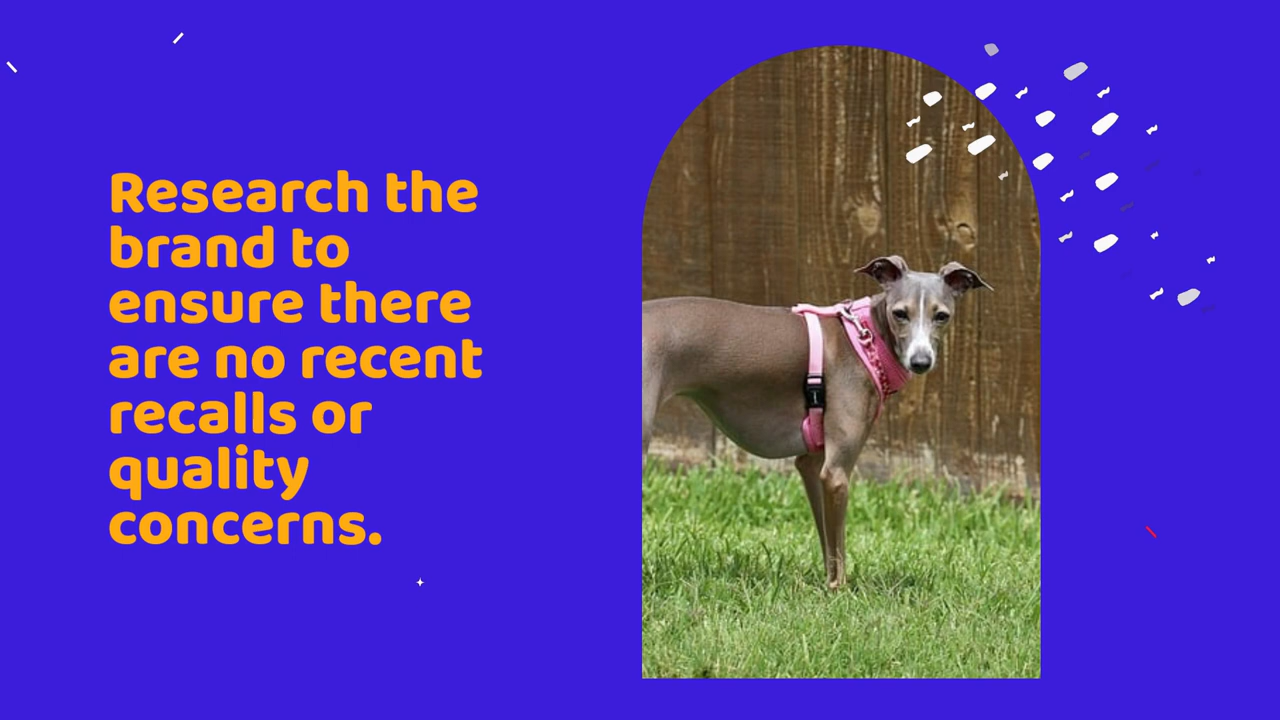 Research the
brand to
ensure there
are no recent
recalls or
quality
concerns.